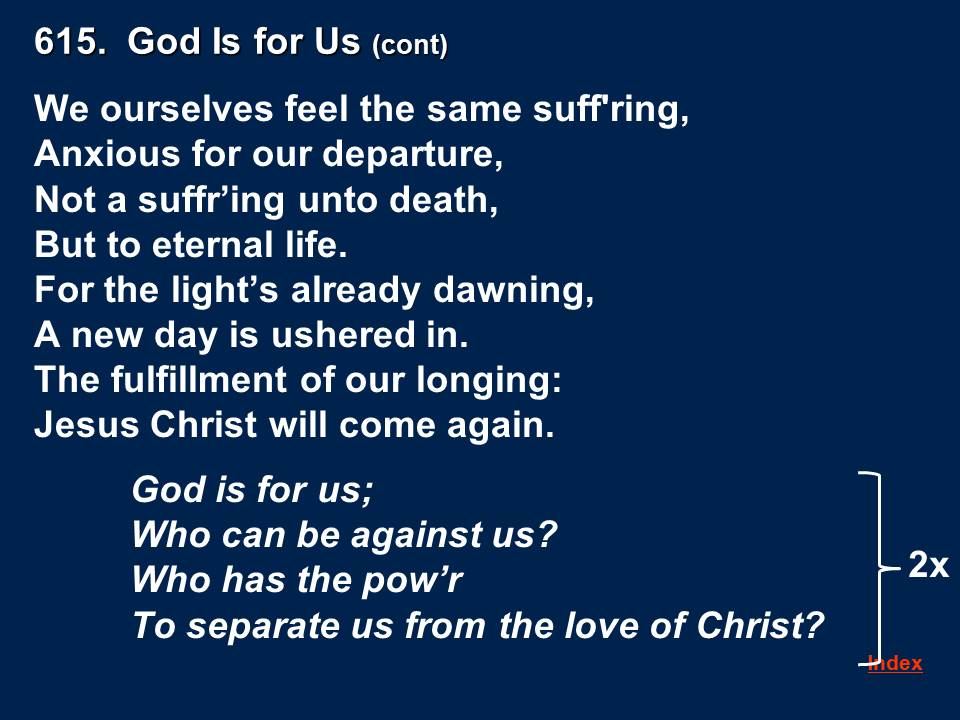 615.  God Is for Us (cont)
We ourselves feel the same suff'ring,
Anxious for our departure,
Not a suffr’ing unto death,
But to eternal life.
For the light’s already dawning,
A new day is ushered in.
The fulfillment of our longing:
Jesus Christ will come again.
God is for us;
Who can be against us?
Who has the pow’r
To separate us from the love of Christ?
2x
Index